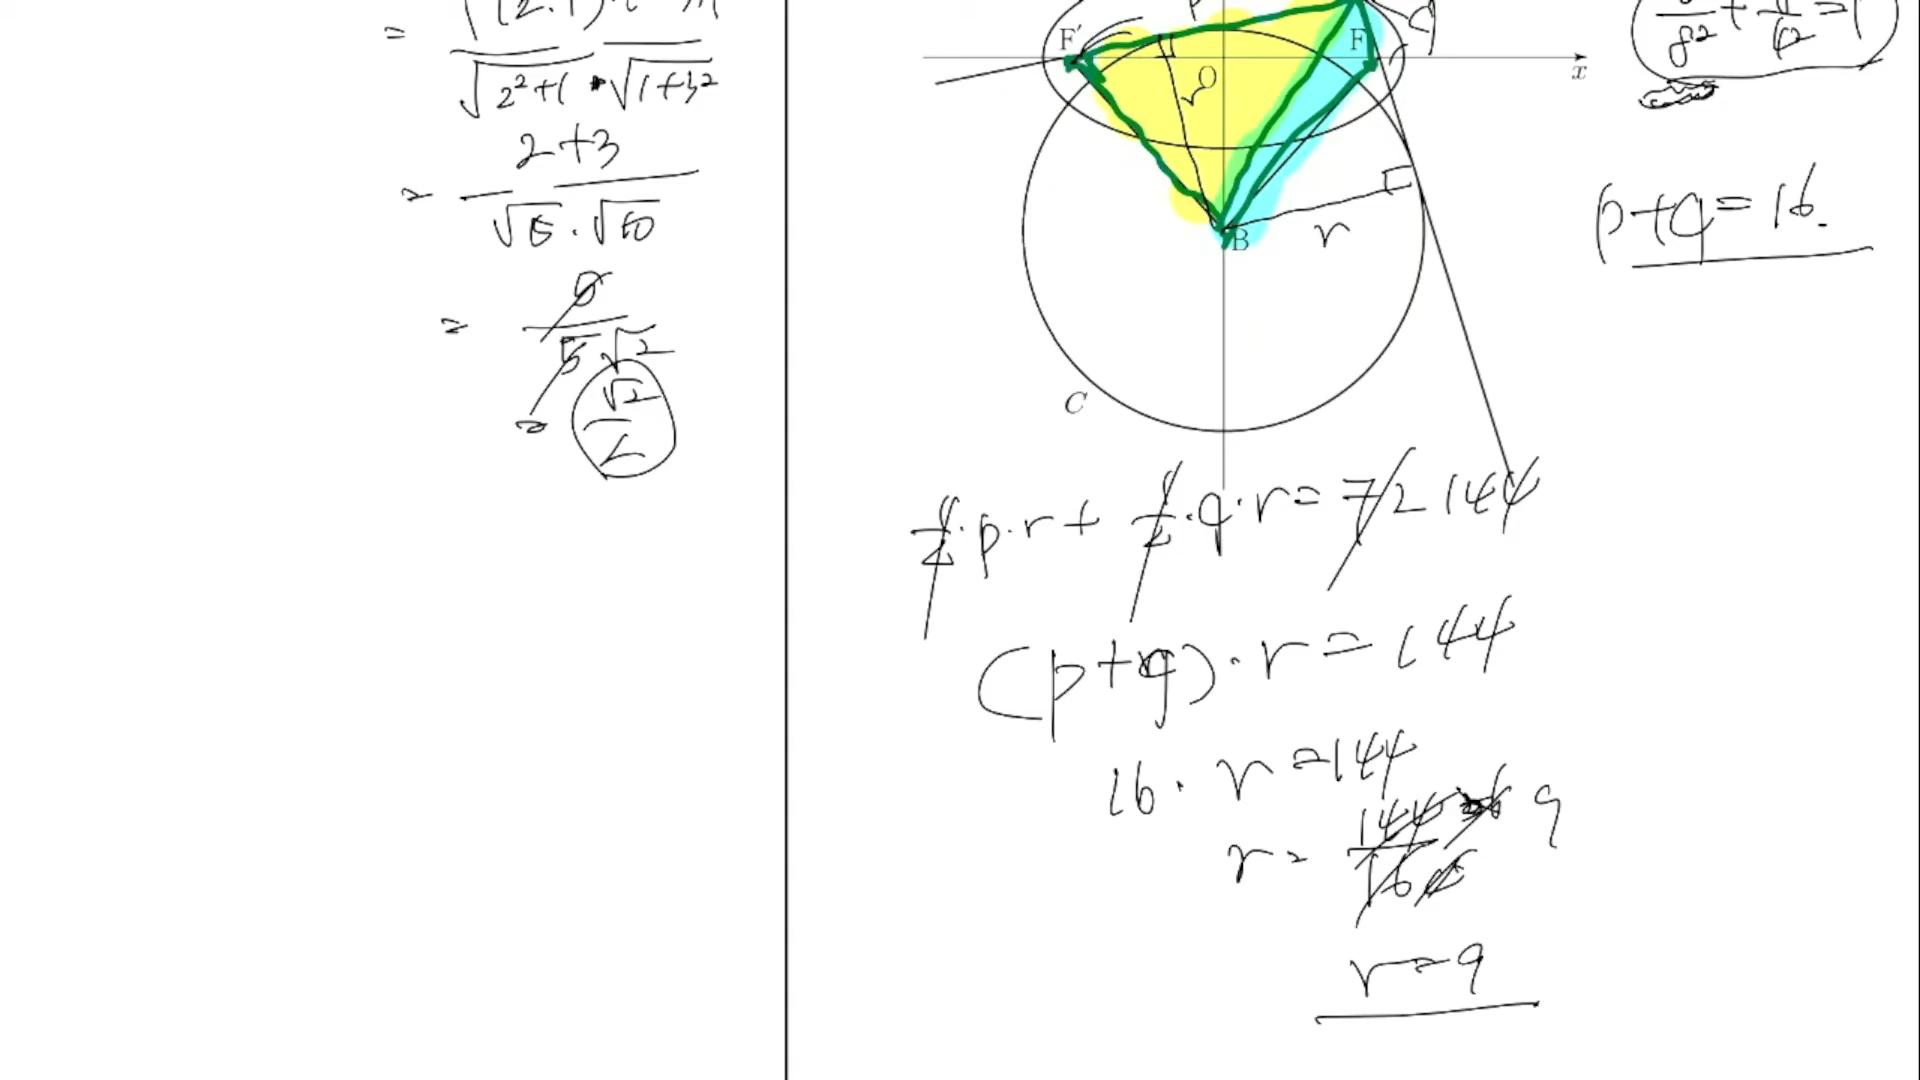 =
√2²+1 · √1+3²
= 2+3
√5 · √10
= 5
5 √2
= √2
2
F′
F
O
x
r
B
r
C
p+q=16.
1/2·p·r+1/2·q·r=72 144
(p+q)·r=144
16·r=144
r=144/16 9
r=9